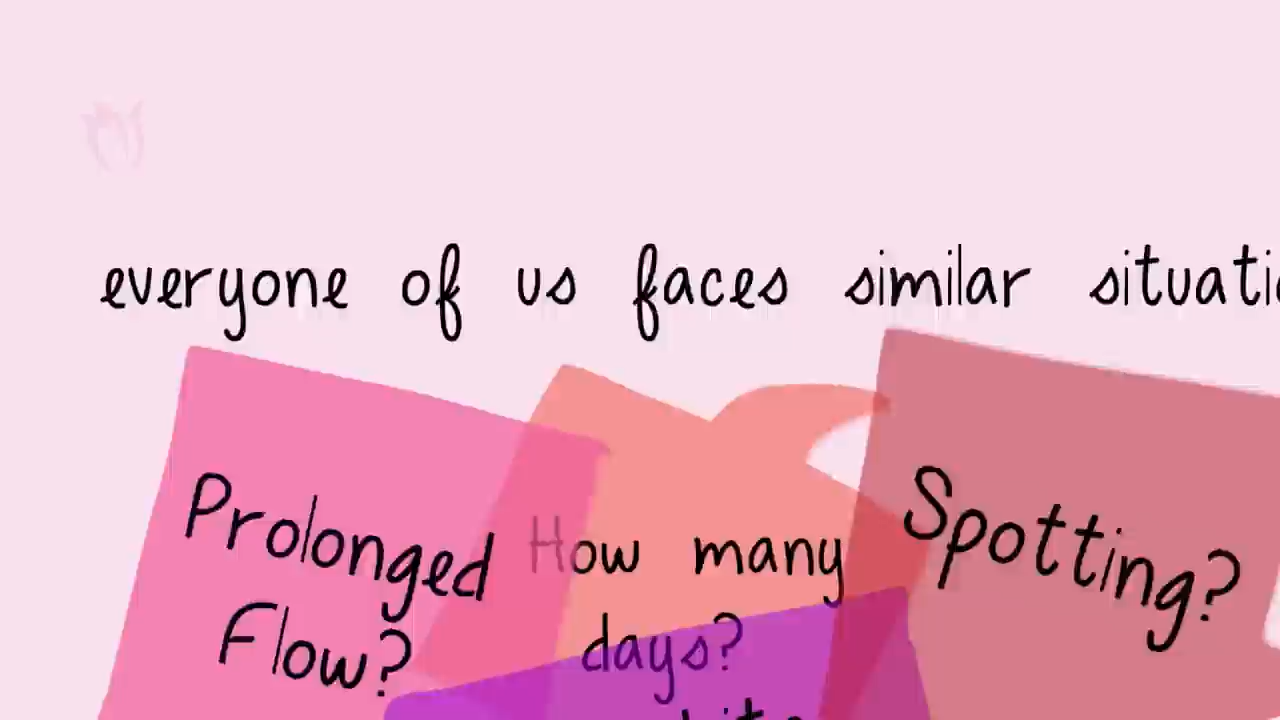 everyone of us faces similar
Prolonged
Flow?
How many
days?
Spotting?